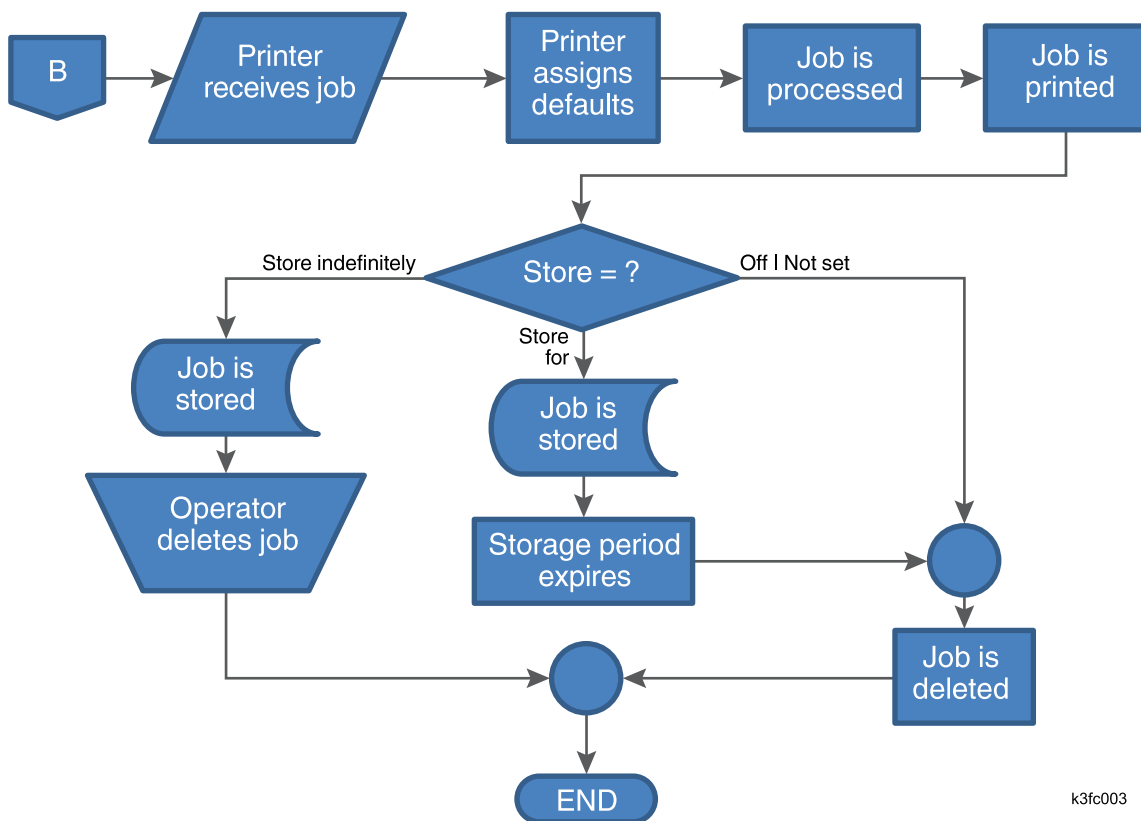 B
Printer
receives job
Printer
assigns
defaults
Job is
processed
Job is
printed
Store indefinitely
Store = ?
Off | Not set
Store
for
Job is
stored
Job is
stored
Operator
deletes job
Storage period
expires
Job is
deleted
END
k3fc003